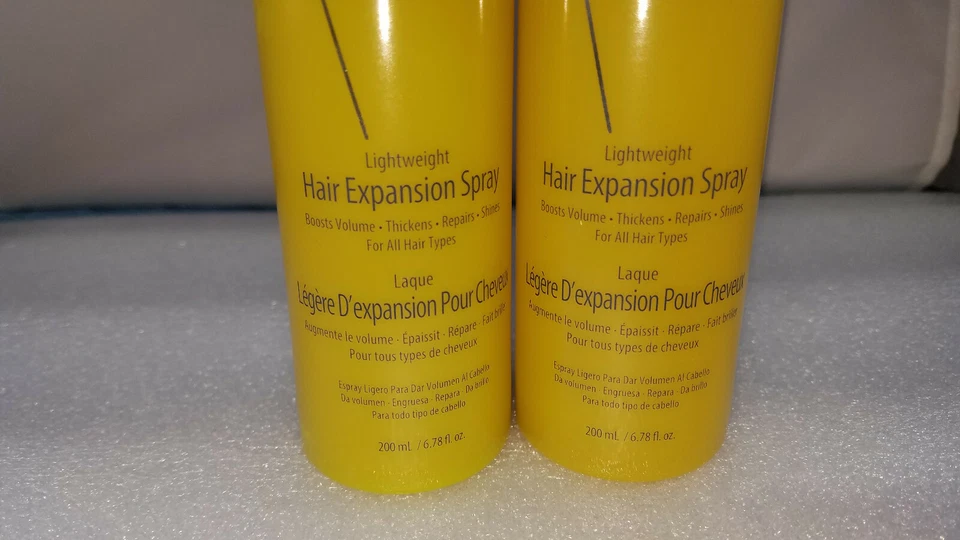 Lightweight
Hair Expansion Spray
Boosts Volume • Thickens • Repairs • Shines
For All Hair Types
Laque
Légère D'expansion Pour Cheveux
Augmente le volume · Épaissit · Répare · Fait briller
Pour tous types de cheveux
Espray Ligero Para Dar Volumen Al Cabello
Da volumen · Engruesa · Repara · Da brillo
Para todo tipo de cabello
200 mL / 6.78 fl. oz.
Lightweight
Hair Expansion Spray
Boosts Volume • Thickens • Repairs • Shines
For All Hair Types
Laque
Légère D'expansion Pour Cheveux
Augmente le volume · Épaissit · Répare · Fait briller
Pour tous types de cheveux
Espray Ligero Para Dar Volumen Al Cabello
Da volumen · Engruesa · Repara · Da brillo
Para todo tipo de cabello
200 mL / 6.78 fl. oz.